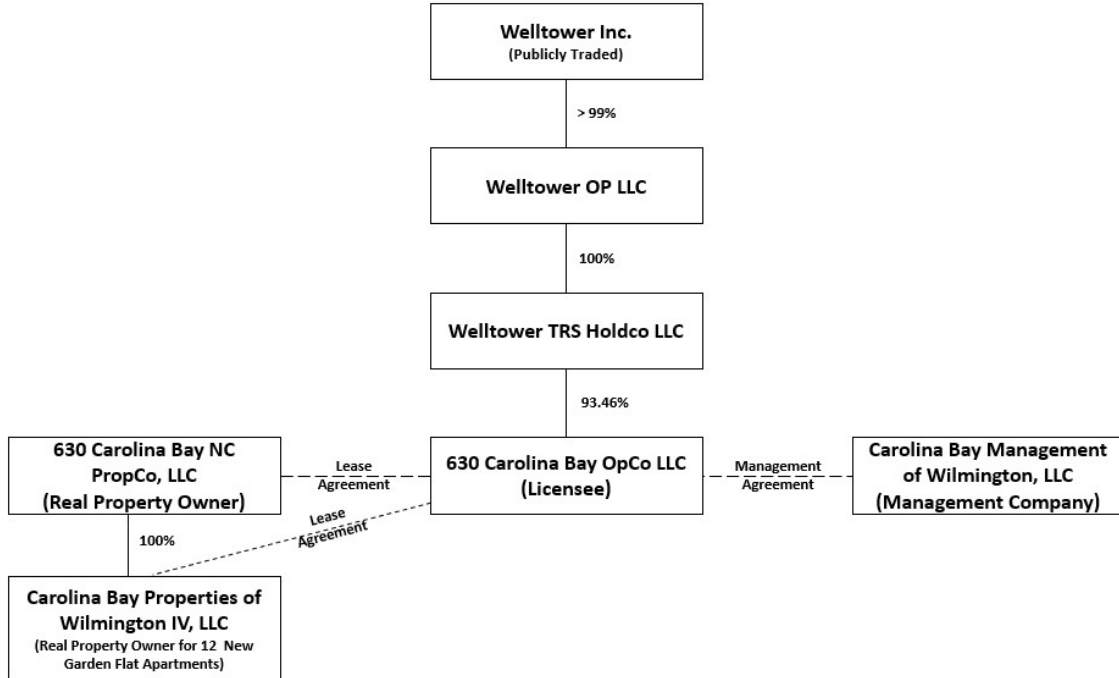 Welltower Inc.
(Publicly Traded)
> 99%
Welltower OP LLC
100%
Welltower TRS Holdco LLC
93.46%
630 Carolina Bay NC
PropCo, LLC
(Real Property Owner)
Lease
Agreement
630 Carolina Bay OpCo LLC
(Licensee)
Management
Agreement
Carolina Bay Management
of Wilmington, LLC
(Management Company)
Lease
Agreement
100%
Carolina Bay Properties of
Wilmington IV, LLC
(Real Property Owner for 12 New
Garden Flat Apartments)